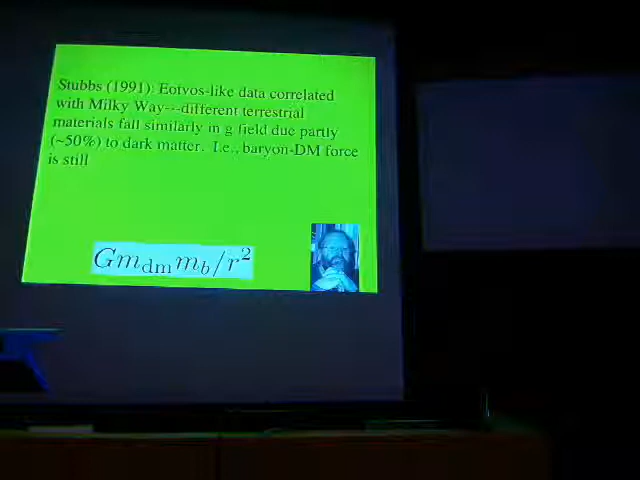 Stubbs (1991): Eotvos-like data correlated
with Milky Way---different terrestrial
materials fall similarly in g field due partly
(~50%) to dark matter. I.e., baryon-DM force
is still
Gm_dm m_b/r^2